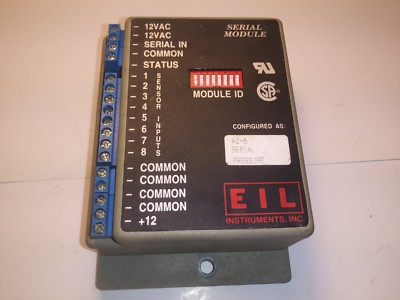 12VAC
12VAC
SERIAL IN
COMMON
STATUS
1
2
3
4
5
6
7
8
SENSOR INPUTS
COMMON
COMMON
COMMON
COMMON
+12
SERIAL
MODULE
MODULE ID
CONFIGURED AS:
AI-8
SERIAL
EIL
INSTRUMENTS, INC